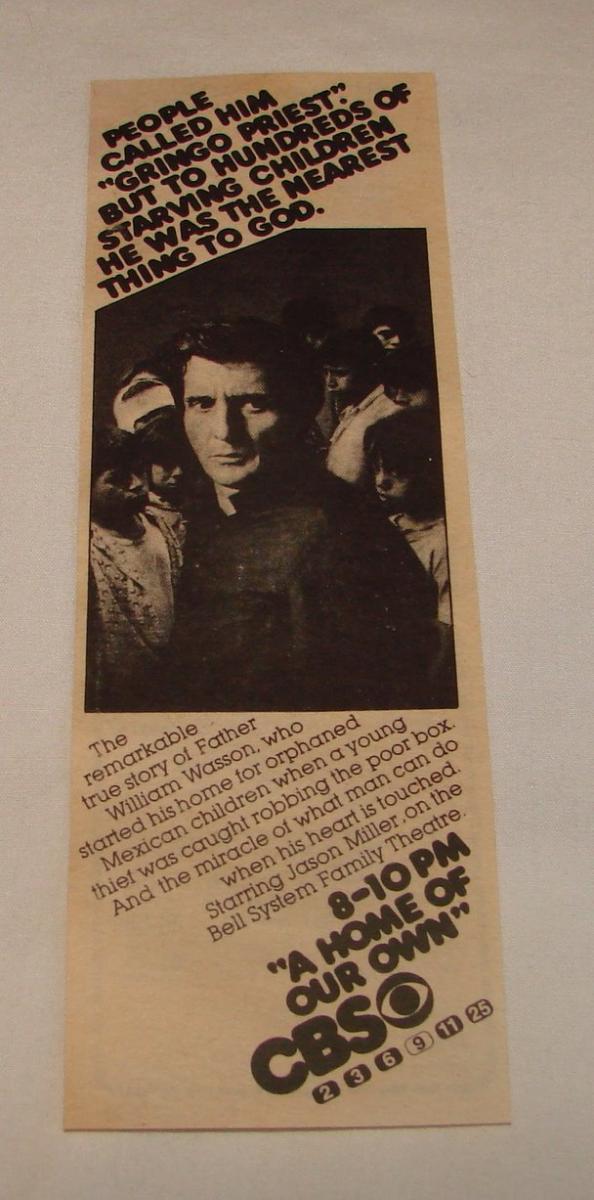 PEOPLE
CALLED HIM
"GRINGO PRIEST".
BUT TO HUNDREDS OF
STARVING CHILDREN
HE WAS THE NEAREST
THING TO GOD.
The
remarkable
true story of Father
William Wasson, who
started his home for orphaned
Mexican children when a young
thief was caught robbing the poor box.
And the miracle of what man can do
when his heart is touched.
Starring Jason Miller, on the
Bell System Family Theatre.
8-10 PM
"A HOME OF
OUR OWN"
CBS
2 3 6 9 11 25